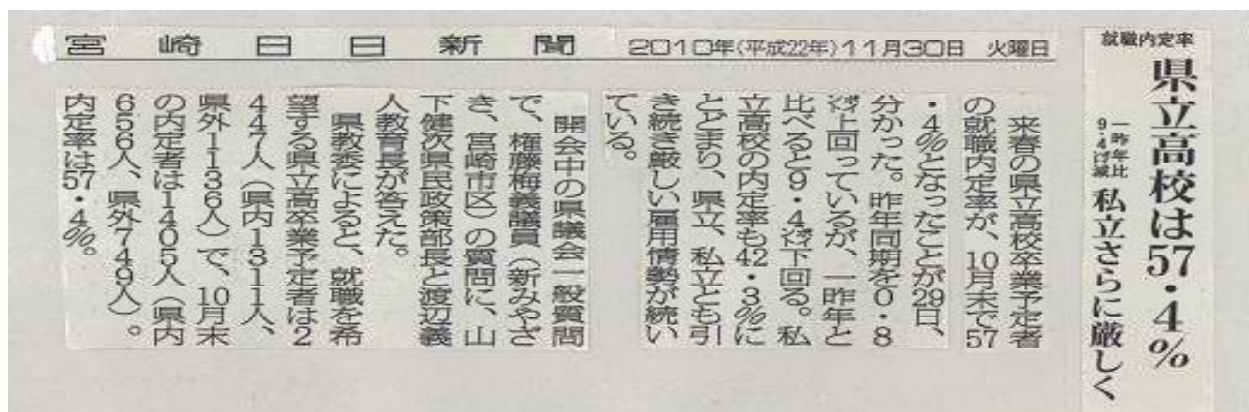 宮崎日日新聞 2010年(平成22年)11月30日 火曜日
就職内定率
県立高校は57・4%
一昨年比
9・4㌽減
私立さらに厳しく
来春の県立高校卒業予定者
の就職内定率が、10月末で57
・4%となったことが29日、
分かった。昨年同期を0・8
㌽上回っているが、一昨年と
比べると9・4㌽下回る。私
立高校の内定率も42・3%に
とどまり、県立、私立とも引
き続き厳しい雇用情勢が続い
ている。
開会中の県議会一般質問
で、権藤梅義議員（新みやざ
き、宮崎市区）の質問に、山
下健次県民政策部長と渡辺義
人教育長が答えた。
県教委によると、就職を希
望する県立高卒業予定者は2
447人（県内1311人、
県外1136人）で、10月末
の内定者は1405人（県内
656人、県外749人）。
内定率は57・4%。